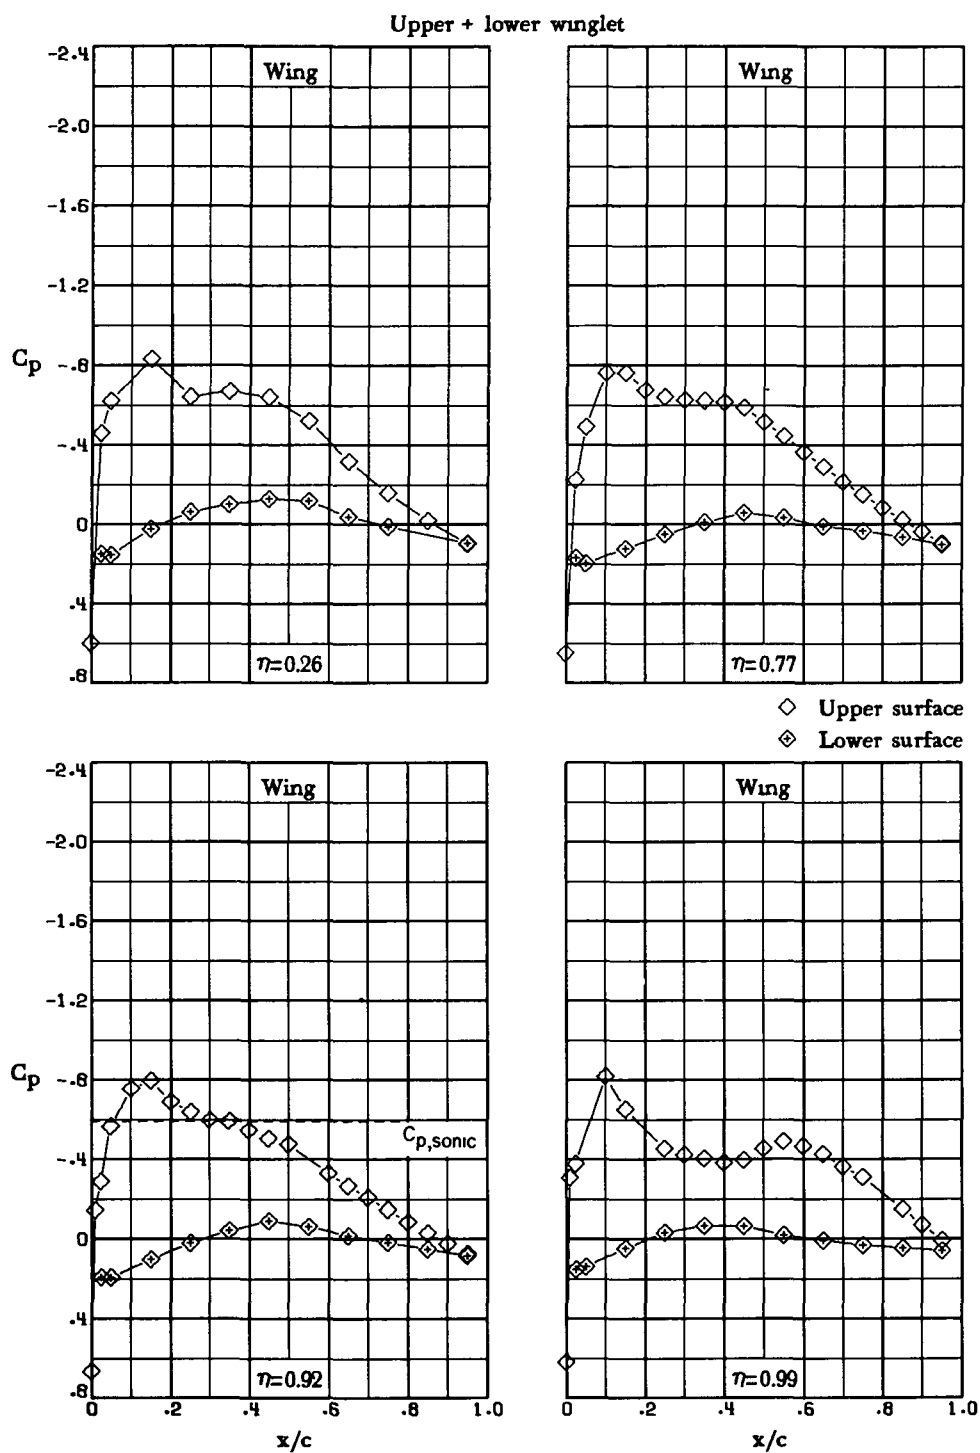 Upper + lower winglet
-2.4
Wing
Wing
-2.0
-1.6
-1.2
Cp
-.8
-.4
0
.4
.8
η=0.26
η=0.77
Upper surface
Lower surface
-2.4
Wing
Wing
-2.0
-1.6
-1.2
Cp
-.8
Cp,sonic
-.4
0
.4
.8
η=0.92
η=0.99
0 .2 .4 .6 .8 1.0
0 .2 .4 .6 .8 1.0
x/c
x/c